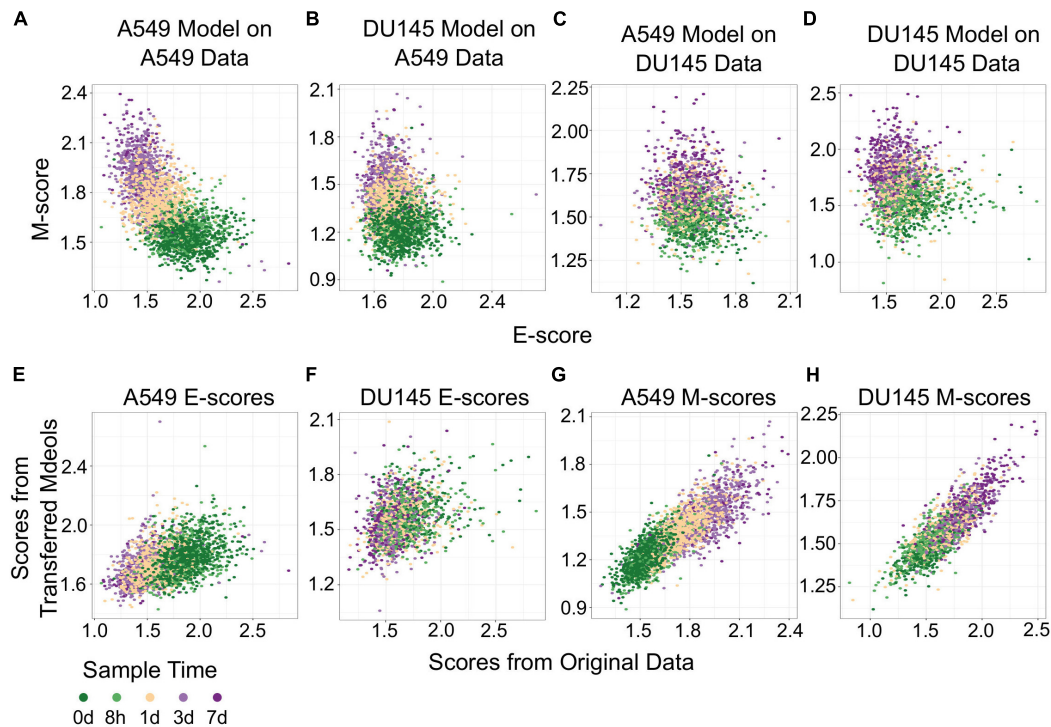 A
A549 Model on
A549 Data
B
DU145 Model on
A549 Data
C
A549 Model on
DU145 Data
D
DU145 Model on
DU145 Data
M-score
2.4
2.1
1.8
1.5
1.0 1.5 2.0 2.5
2.1
1.8
1.5
1.2
0.9
1.6 2.0 2.4
2.25
2.00
1.75
1.50
1.25
1.2 1.5 1.8 2.1
2.5
2.0
1.5
1.0
1.5 2.0 2.5
E-score
E
A549 E-scores
F
DU145 E-scores
G
A549 M-scores
H
DU145 M-scores
Scores from
Transferred Mdeols
2.4
2.0
1.6
1.0 1.5 2.0 2.5
2.1
1.8
1.5
1.2
1.5 2.0 2.5
2.1
1.8
1.5
1.2
0.9
1.5 1.8 2.1 2.4
2.25
2.00
1.75
1.50
1.25
1.0 1.5 2.0 2.5
Scores from Original Data
Sample Time
0d 8h 1d 3d 7d